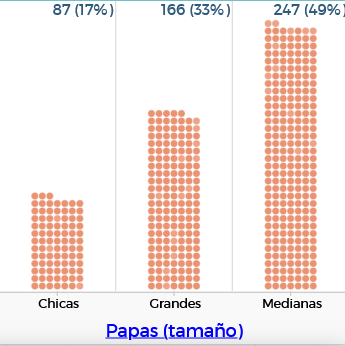 87 (17%) 166 (33%) 247 (49%)
Chicas Grandes Medianas
Papas (tamaño)